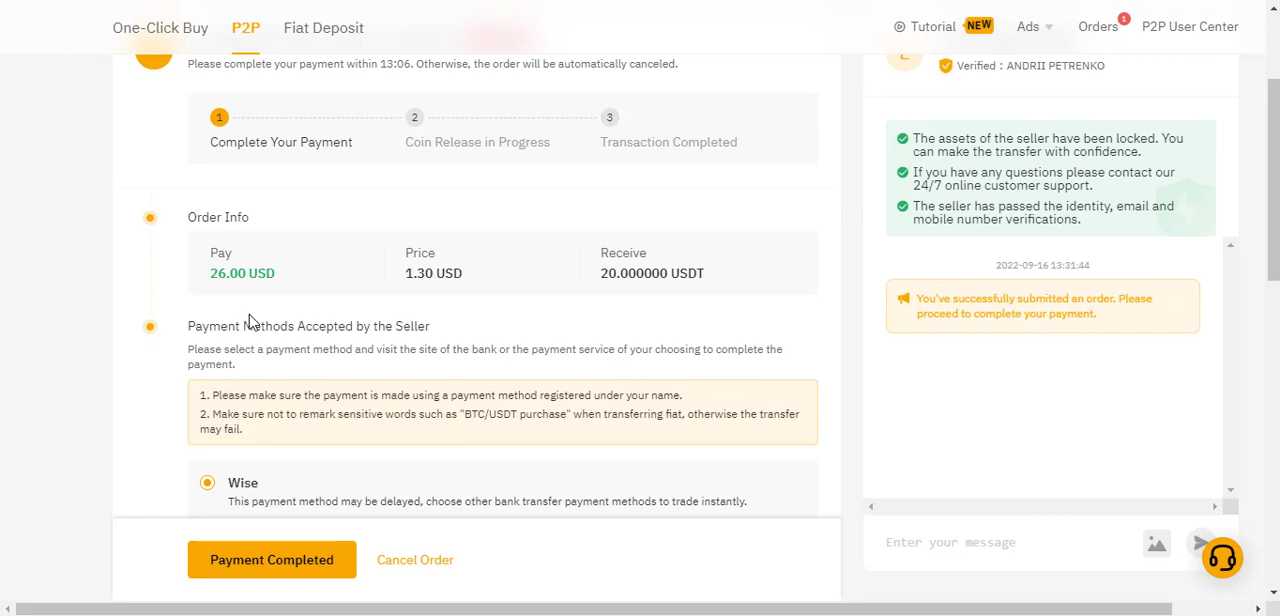 One-Click Buy P2P Fiat Deposit Tutorial NEW Ads Orders 1 P2P User Center
Please complete your payment within 13:06. Otherwise, the order will be automatically canceled.
1 2 3
Complete Your Payment Coin Release in Progress Transaction Completed
Order Info
Pay Price Receive
26.00 USD 1.30 USD 20.000000 USDT
Payment Methods Accepted by the Seller
Please select a payment method and visit the site of the bank or the payment service of your choosing to complete the
payment.
1. Please make sure the payment is made using a payment method registered under your name.
2. Make sure not to remark sensitive words such as "BTC/USDT purchase" when transferring fiat, otherwise the transfer
may fail.
Wise
This payment method may be delayed, choose other bank transfer payment methods to trade instantly.
Payment Completed Cancel Order
Verified : ANDRII PETRENKO
The assets of the seller have been locked. You
can make the transfer with confidence.
If you have any questions please contact our
24/7 online customer support.
The seller has passed the identity, email and
mobile number verifications.
2022-09-16 13:31:44
You've successfully submitted an order. Please
proceed to complete your payment.
Enter your message